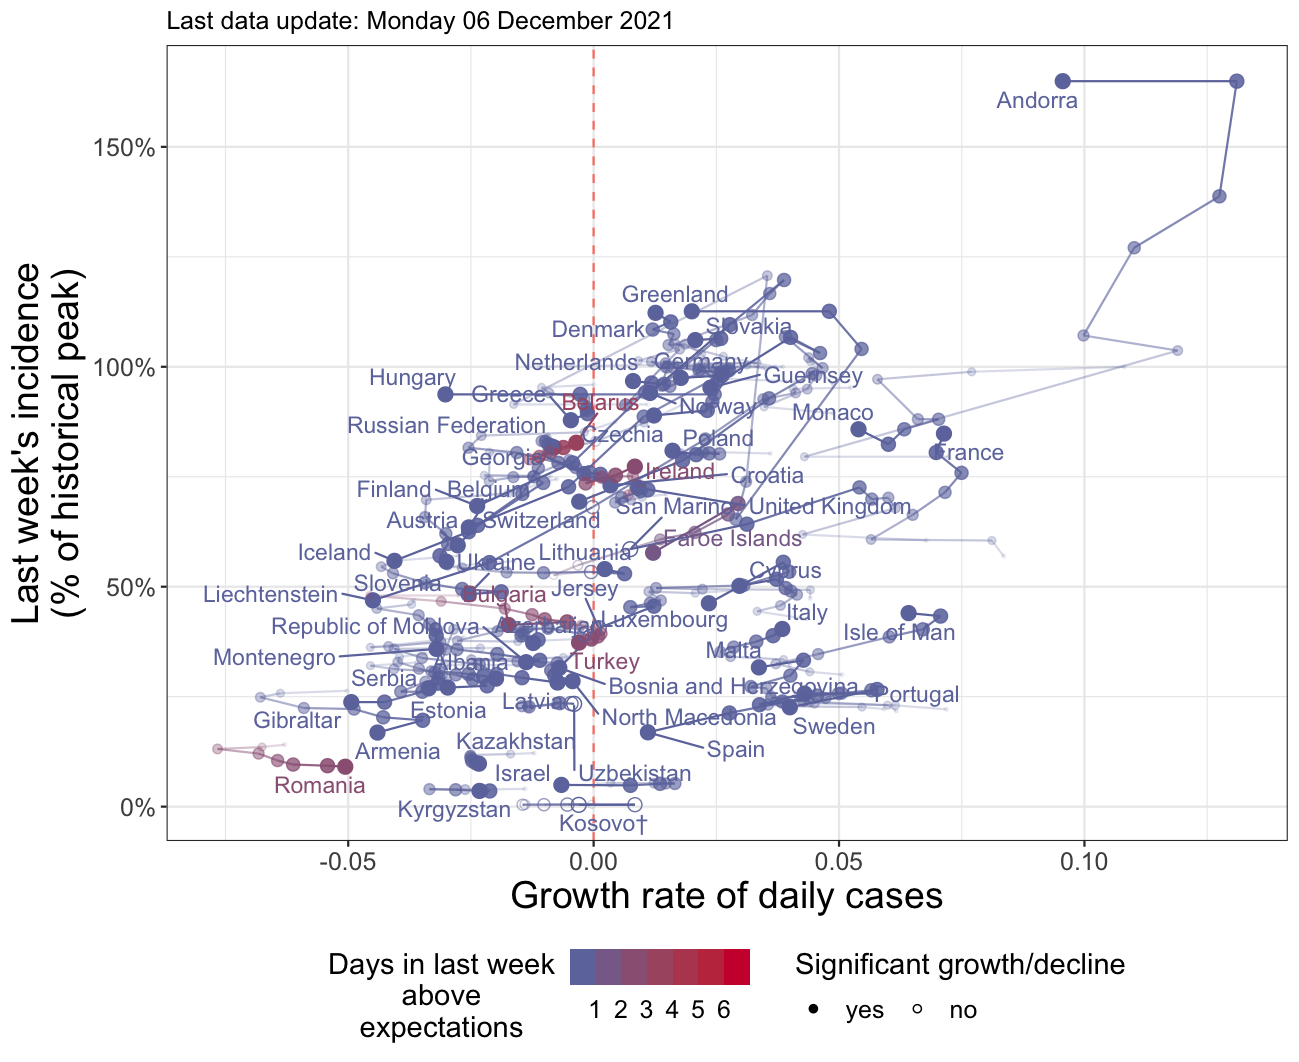 Last data update: Monday 06 December 2021
Last week's incidence
(% of historical peak)
150%
100%
50%
0%
Andorra
Greenland
Denmark
Slovakia
Netherlands
Germany
Hungary
Greece
Guernsey
Belarus
Norway
Monaco
Russian Federation
Czechia
Poland
France
Georgia
Ireland
Croatia
Finland
Belgium
San Marino
United Kingdom
Austria
Switzerland
Faroe Islands
Iceland
Lithuania
Ukraine
Cyprus
Slovenia
Liechtenstein
Bulgaria
Jersey
Italy
Luxembourg
Republic of Moldova
Azerbaijan
Isle of Man
Montenegro
Albania
Turkey
Malta
Serbia
Bosnia and Herzegovina
Portugal
Latvia
Estonia
Gibraltar
North Macedonia
Sweden
Armenia
Kazakhstan
Spain
Romania
Israel
Uzbekistan
Kyrgyzstan
Kosovo†
-0.05
0.00
0.05
0.10
Growth rate of daily cases
Days in last week
above
expectations
1 2 3 4 5 6
Significant growth/decline
yes
no